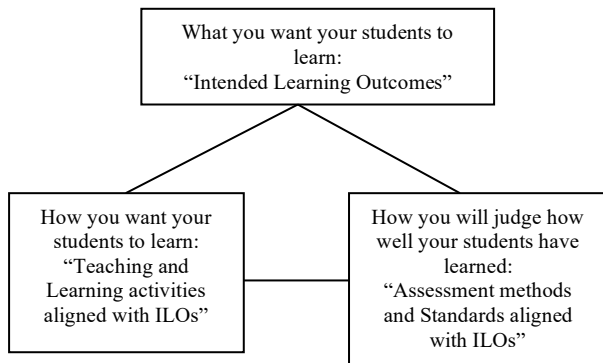 What you want your students to
learn:
“Intended Learning Outcomes”
How you want your
students to learn:
“Teaching and
Learning activities
aligned with ILOs”
How you will judge how
well your students have
learned:
“Assessment methods
and Standards aligned
with ILOs”